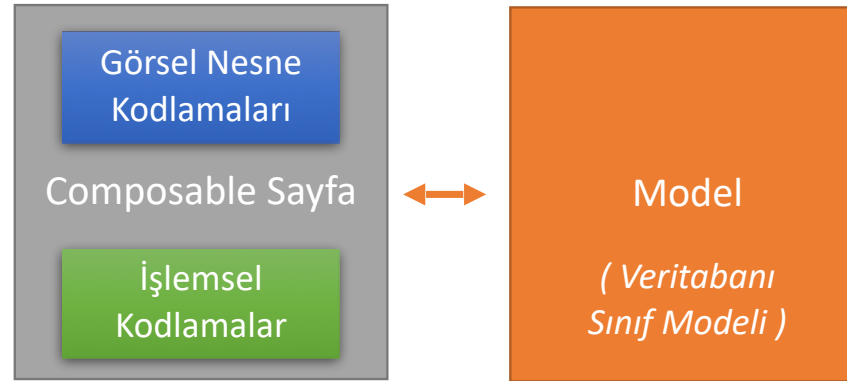 Görsel Nesne
Kodlamaları
Composable Sayfa
İşlemsel
Kodlamalar
Model
( Veritabanı
Sınıf Modeli )